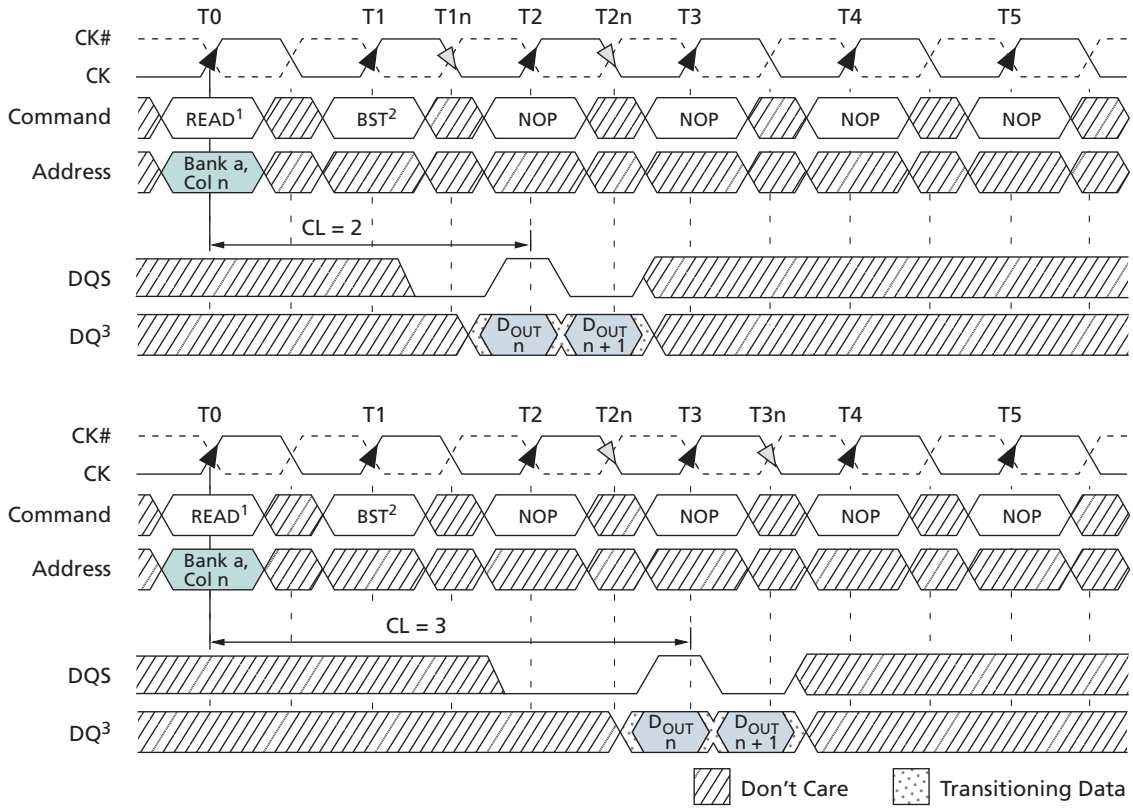 T0 T1 T1n T2 T2n T3 T4 T5
CK#
CK
Command READ¹ BST² NOP NOP NOP NOP
Address Bank a,
Col n
CL = 2
DQS
DQ³ DOUT
n DOUT
n + 1
T0 T1 T2 T2n T3 T3n T4 T5
CK#
CK
Command READ¹ BST² NOP NOP NOP NOP
Address Bank a,
Col n
CL = 3
DQS
DQ³ DOUT
n DOUT
n + 1
Don't Care Transitioning Data